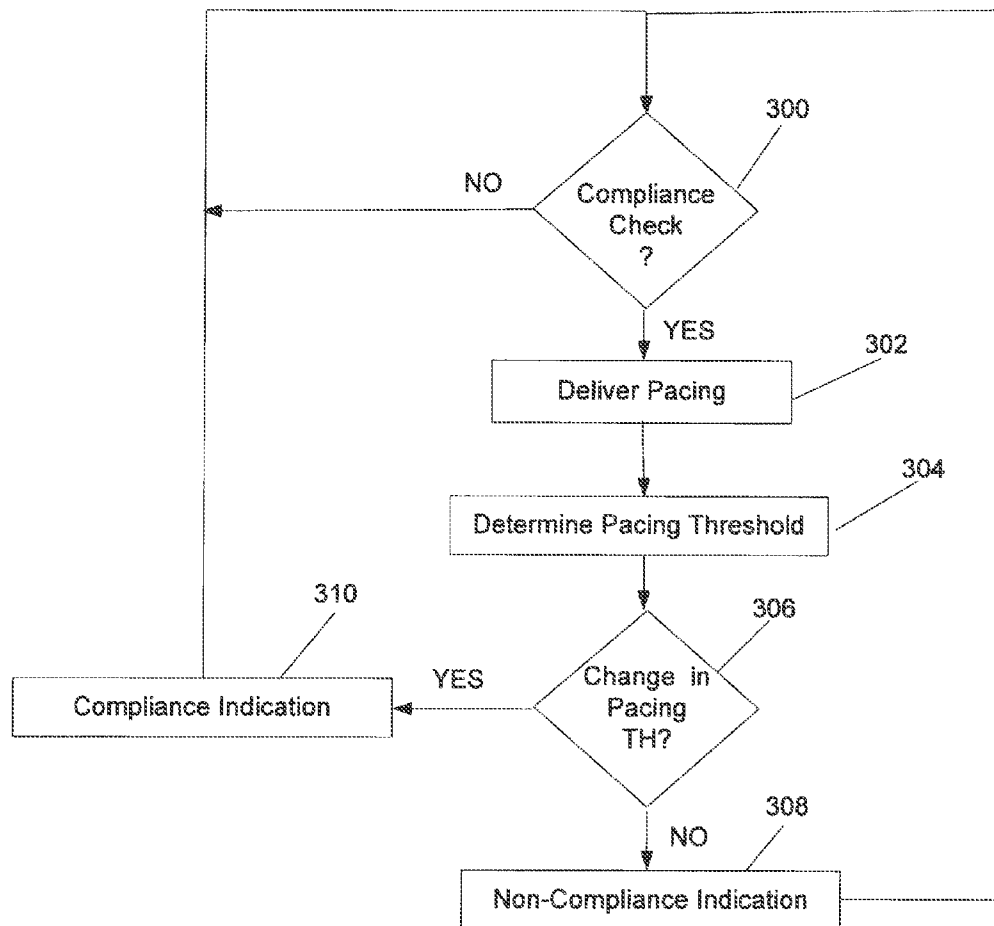 300
NO
Compliance
Check
?
YES
302
Deliver Pacing
304
Determine Pacing Threshold
310
306
YES
Change in
Pacing
TH?
Compliance Indication
308
NO
Non-Compliance Indication